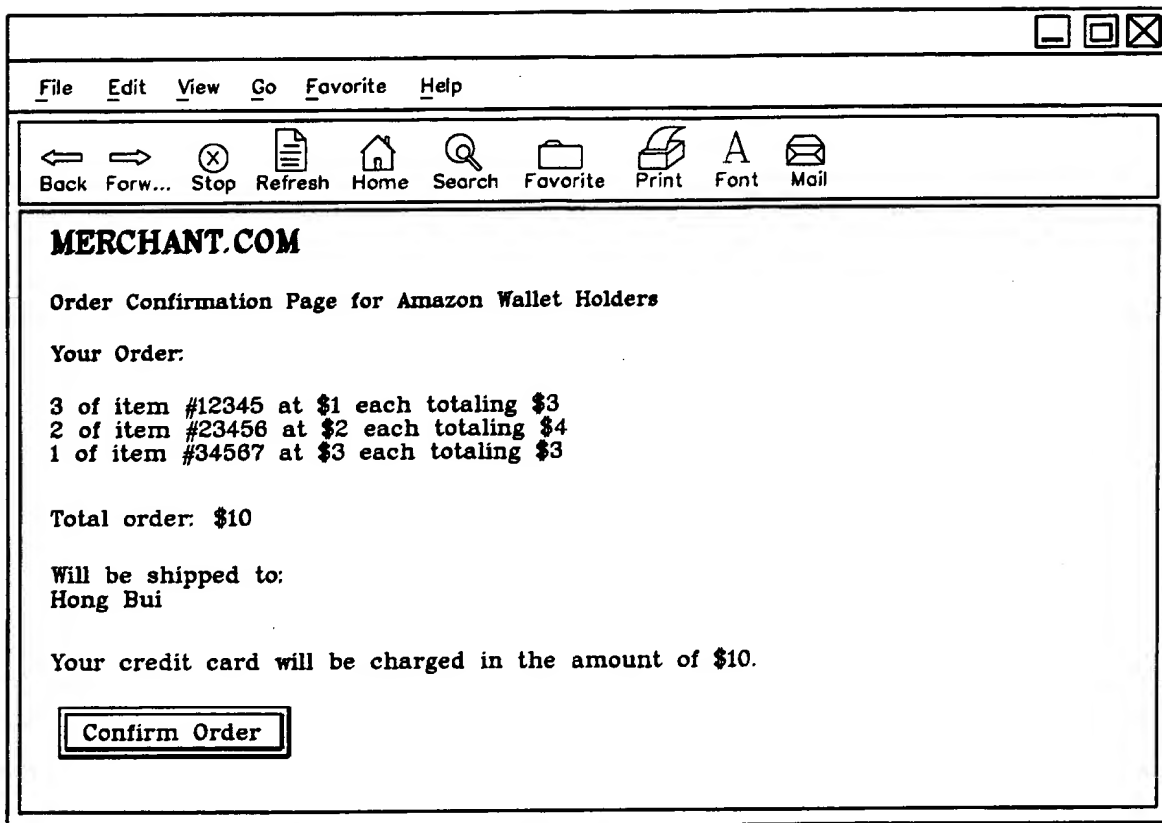 File Edit View Go Favorite Help
Back Forw... Stop Refresh Home Search Favorite Print Font Mail
MERCHANT.COM
Order Confirmation Page for Amazon Wallet Holders
Your Order:
3 of item #12345 at $1 each totaling $3
2 of item #23456 at $2 each totaling $4
1 of item #34567 at $3 each totaling $3
Total order: $10
Will be shipped to:
Hong Bui
Your credit card will be charged in the amount of $10.
Confirm Order